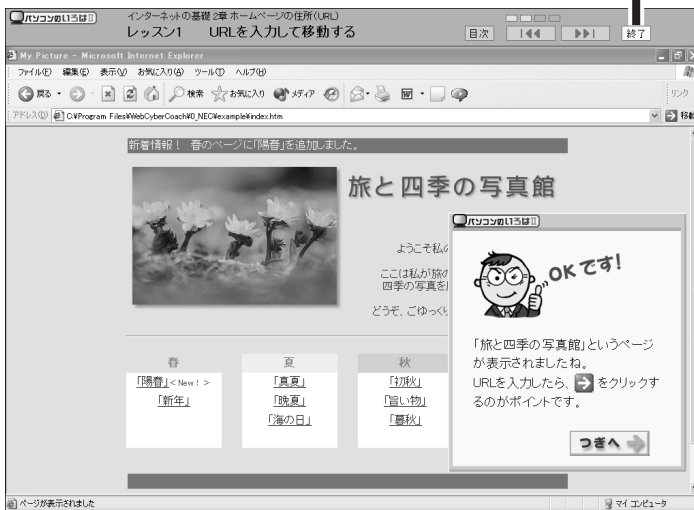 パソコンのいろはⅡ
インターネットの基礎 2章 ホームページの住所(URL)
レッスン1 URLを入力して移動する
目次 終了
My Picture - Microsoft Internet Explorer
ファイル(F) 編集(E) 表示(V) お気に入り(A) ツール(T) ヘルプ(H)
戻る 検索 お気に入り メディア リンク
アドレス(D) C:¥Program Files¥WebCyberCoach¥0_NEC¥example¥index.htm 移動
新着情報! 春のページに「陽春」を追加しました。
旅と四季の写真館
ようこそ私の
ここは私が旅の
四季の写真を
どうぞ、ごゆっくり
春 夏 秋
「陽春」< New ! > 「真夏」 「初秋」
「新年」 「晩夏」 「旨い物」
「海の日」 「暮秋」
パソコンのいろはⅡ
OKです!
「旅と四季の写真館」というページ
が表示されましたね。
URLを入力したら、 をクリックす
るのがポイントです。
つぎへ
ページが表示されました マイ コンピュータ